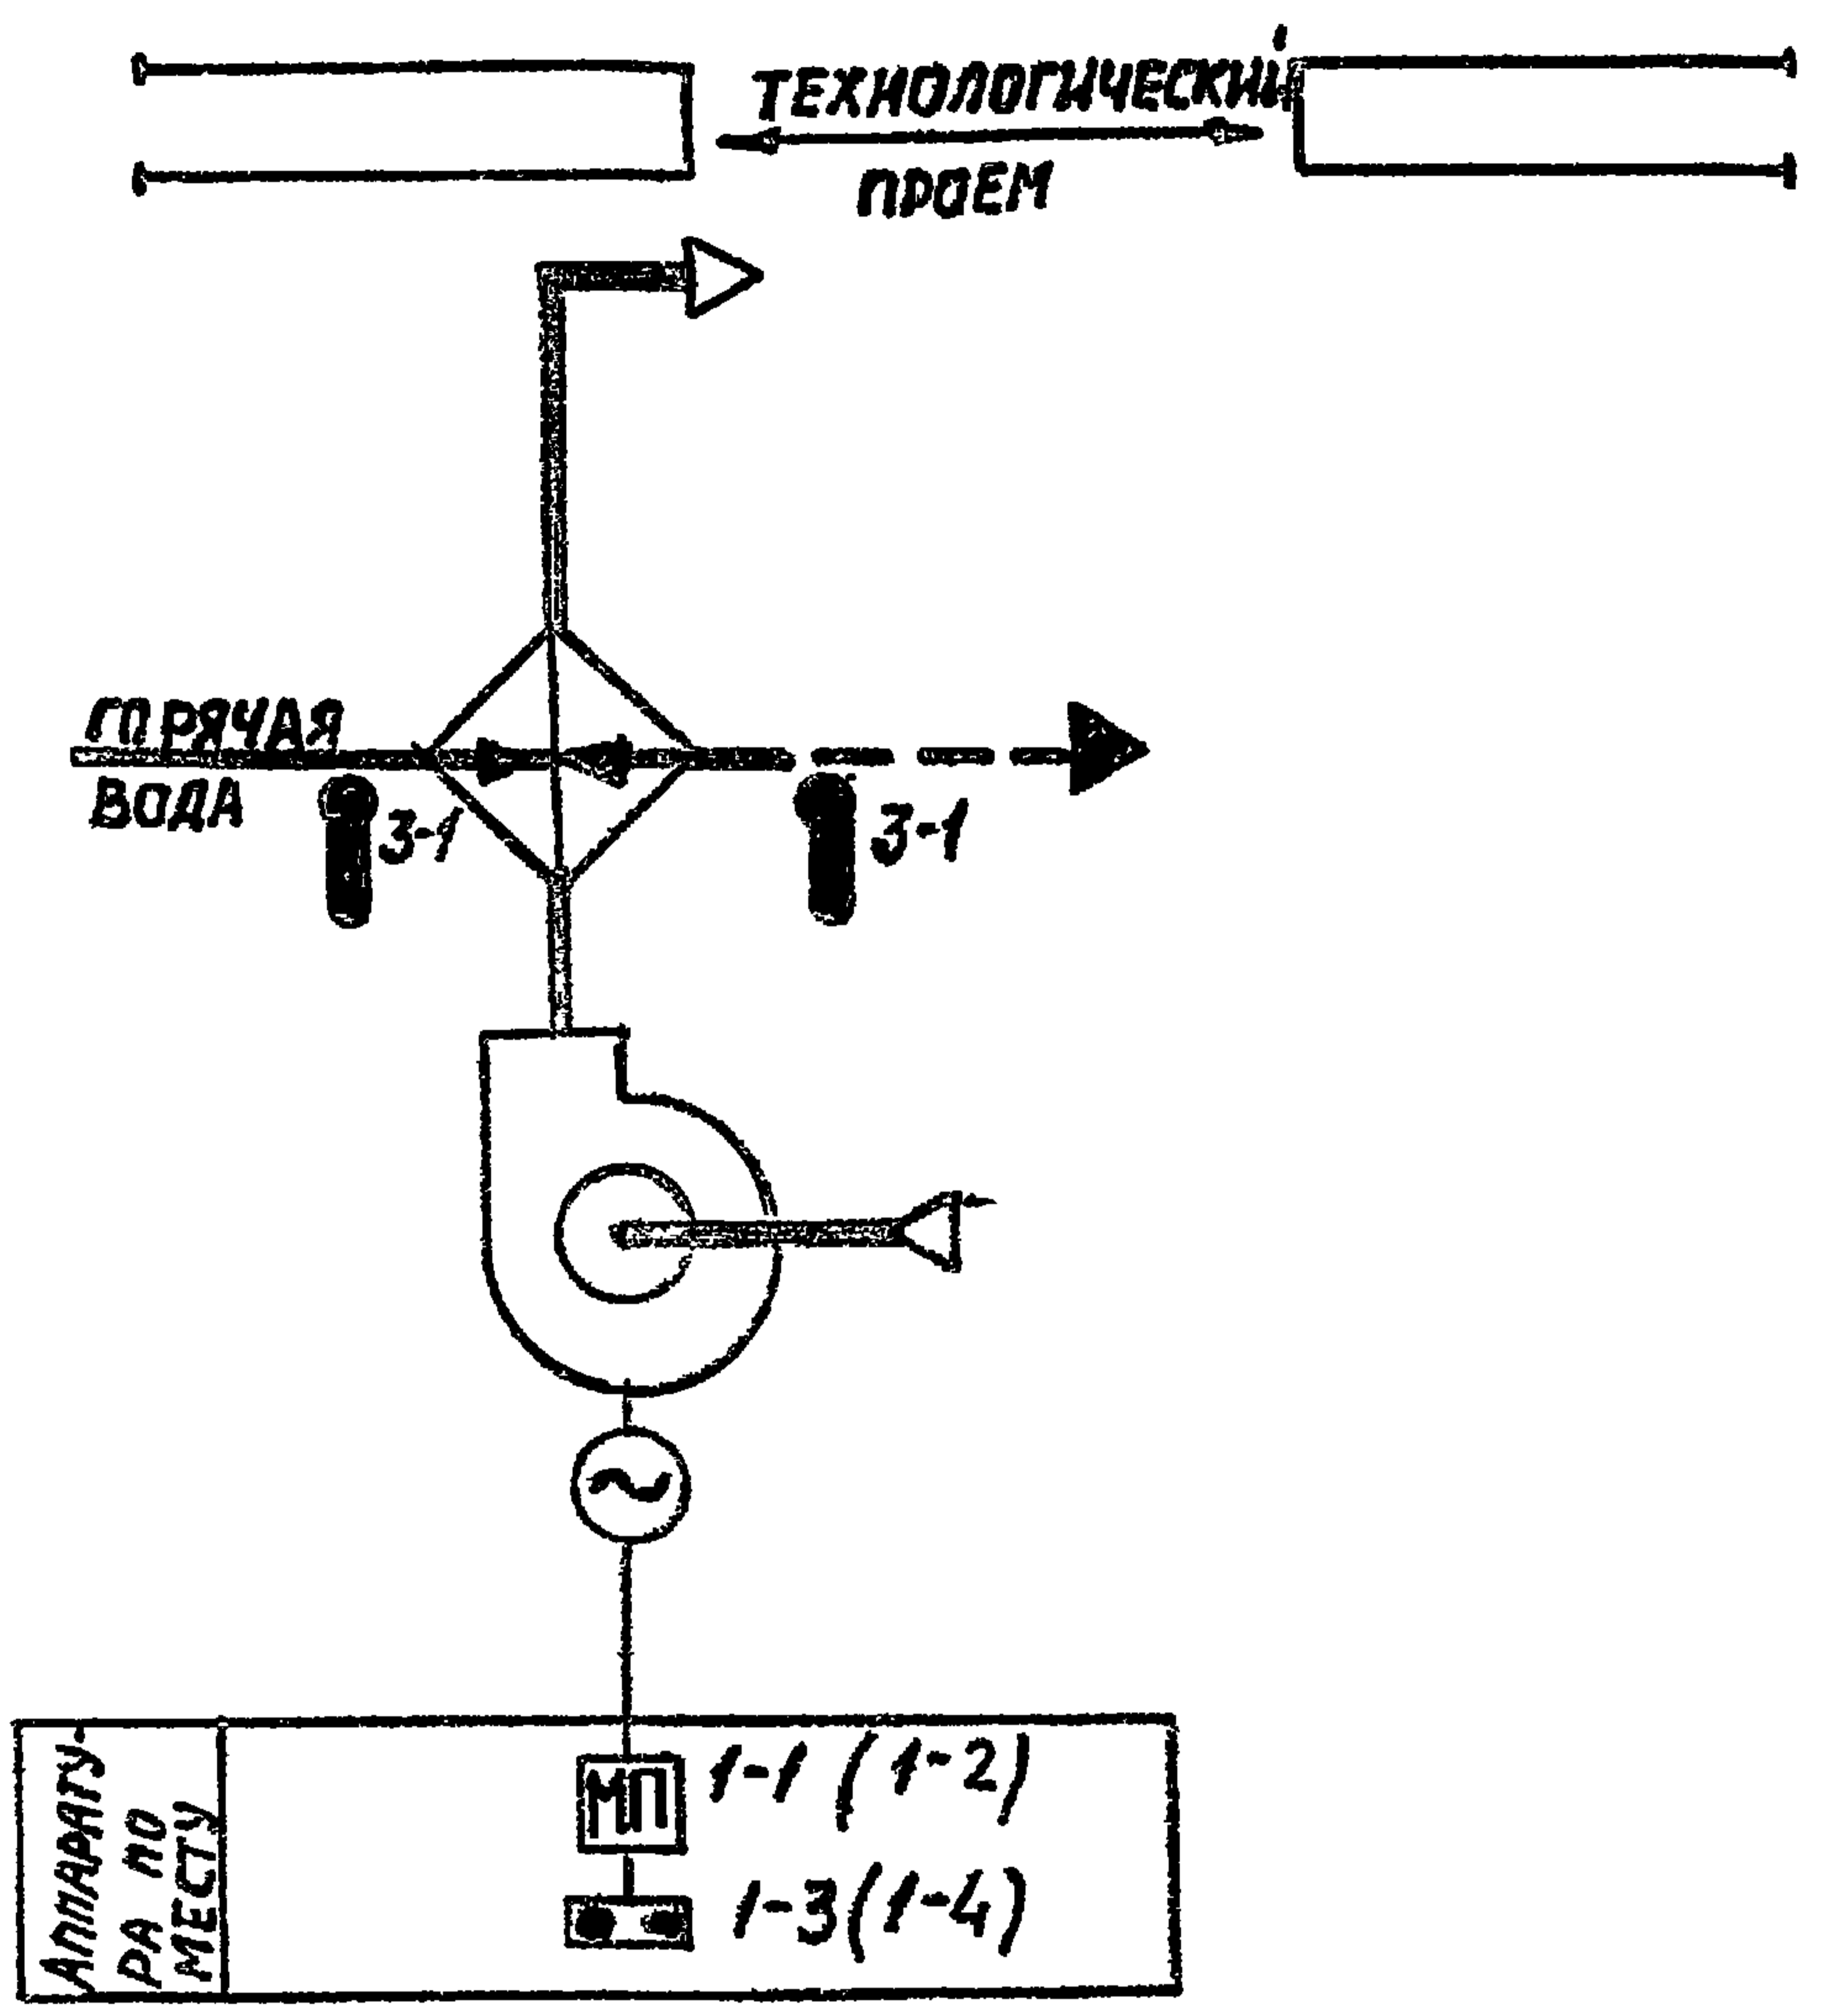 ТЕХНОЛОГИЧЕСКИЙ
ПРОЕМ
ГОРЯЧАЯ
ВОДА
3-1
3-1
МП 1-1 (1-2)
1-3 (1-4)
АППАРАТУ-
РА ПО
МЕСТУ